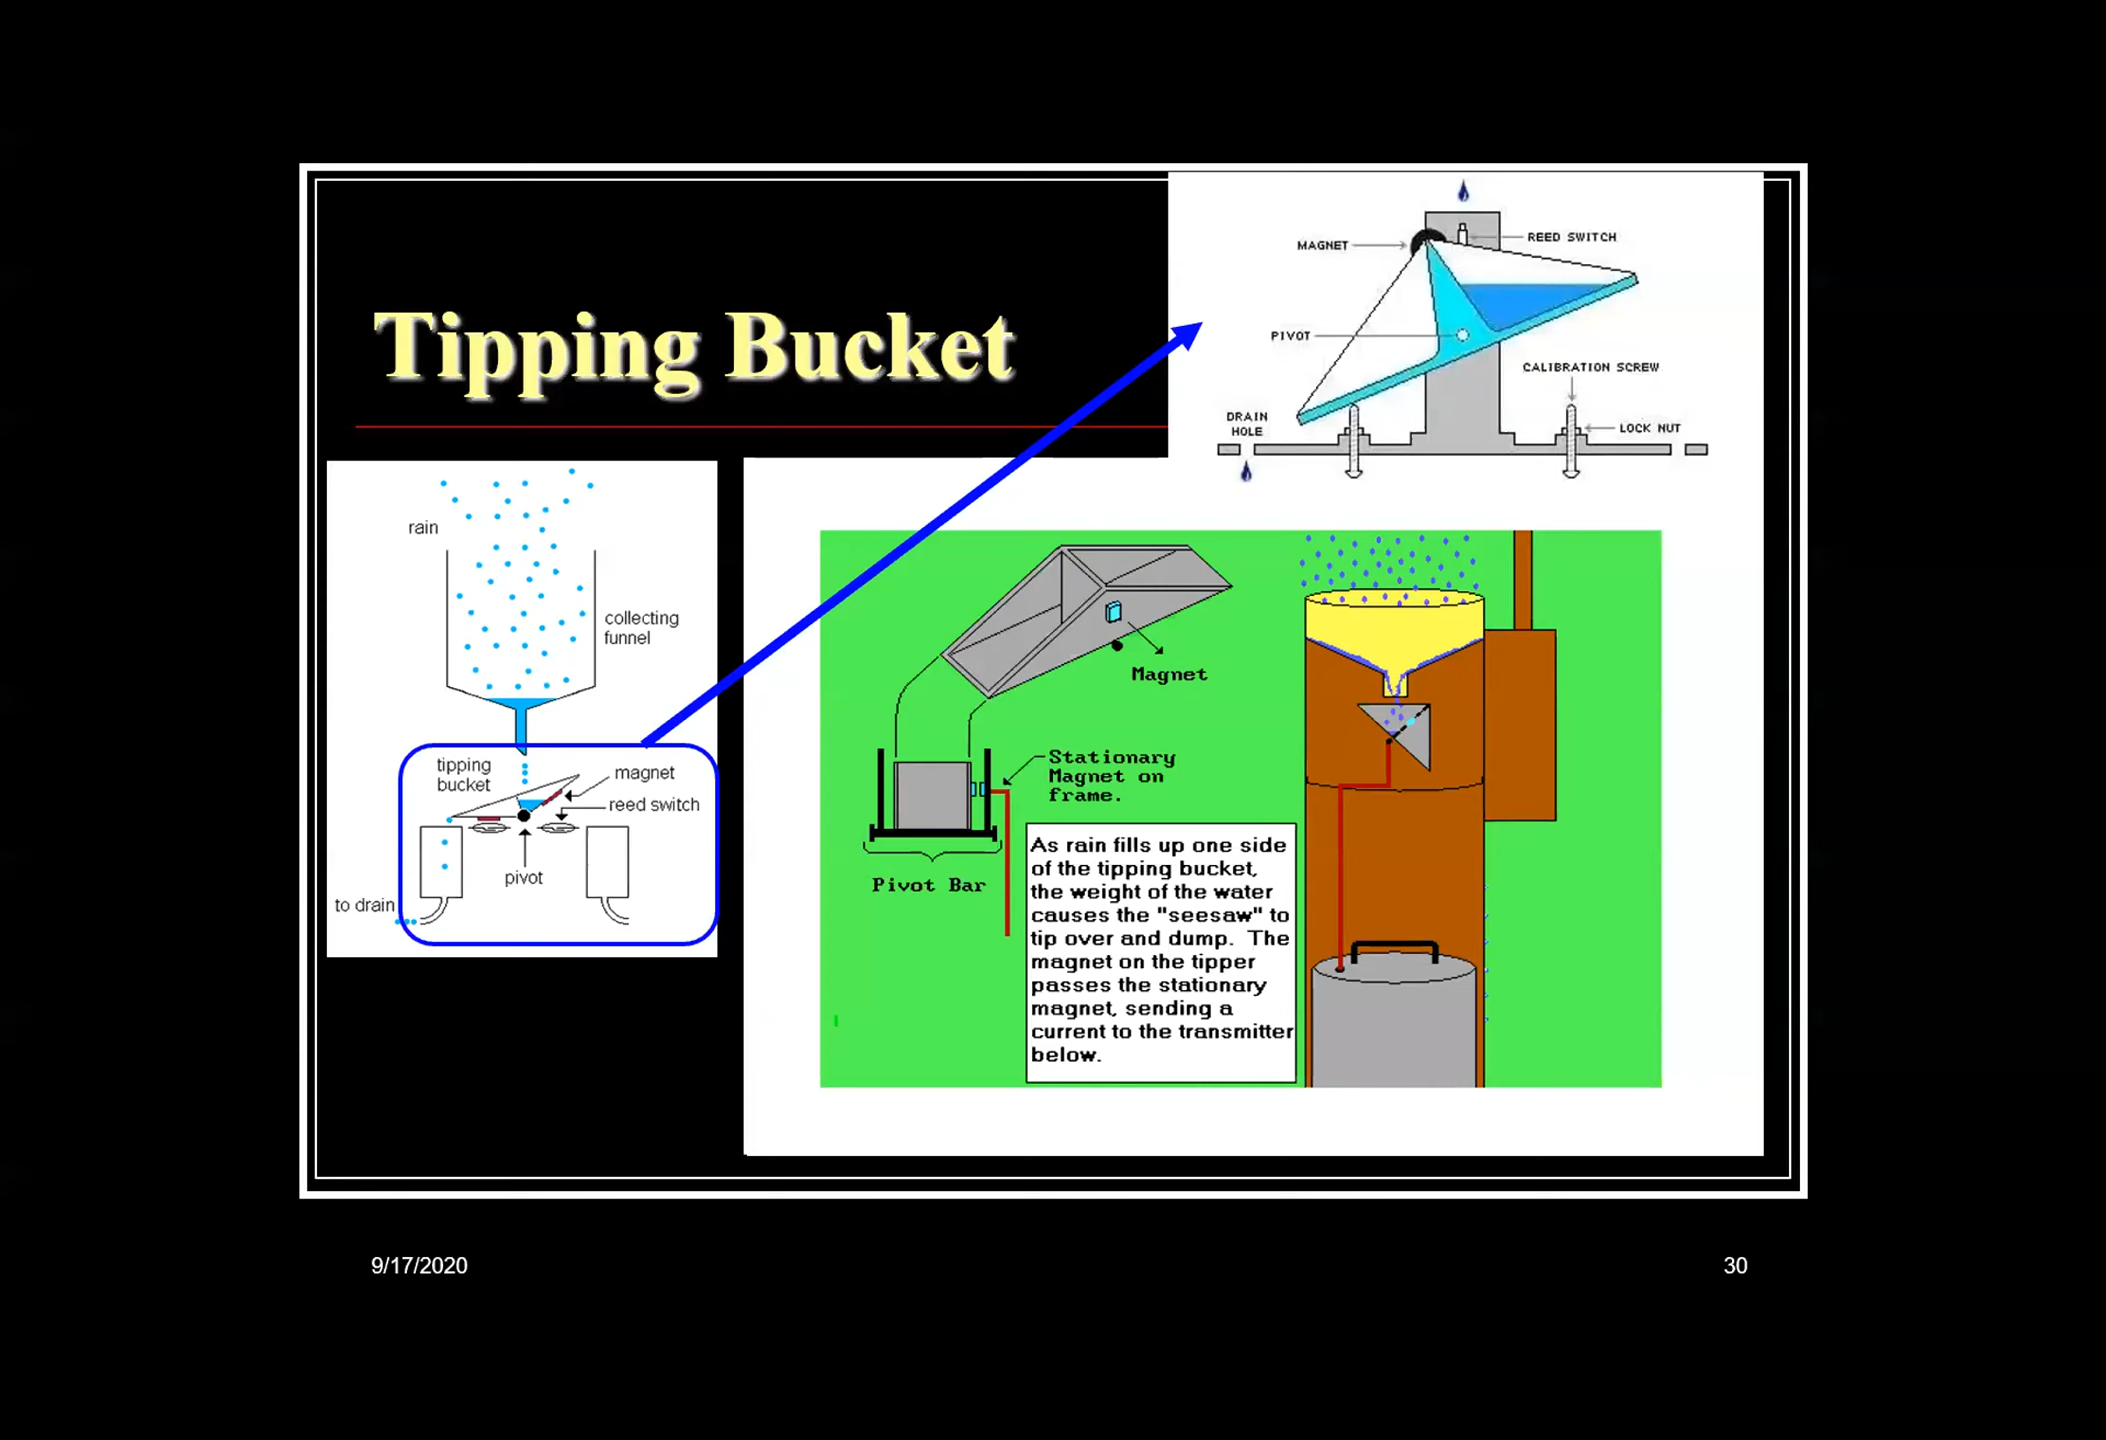 Tipping Bucket
MAGNET
REED SWITCH
PIVOT
CALIBRATION SCREW
DRAIN
HOLE
LOCK NUT
rain
collecting
funnel
tipping
bucket
magnet
reed switch
pivot
to drain
Magnet
Stationary
Magnet on
frame.
Pivot Bar
As rain fills up one side
of the tipping bucket,
the weight of the water
causes the "seesaw" to
tip over and dump. The
magnet on the tipper
passes the stationary
magnet, sending a
current to the transmitter
below.
9/17/2020
30